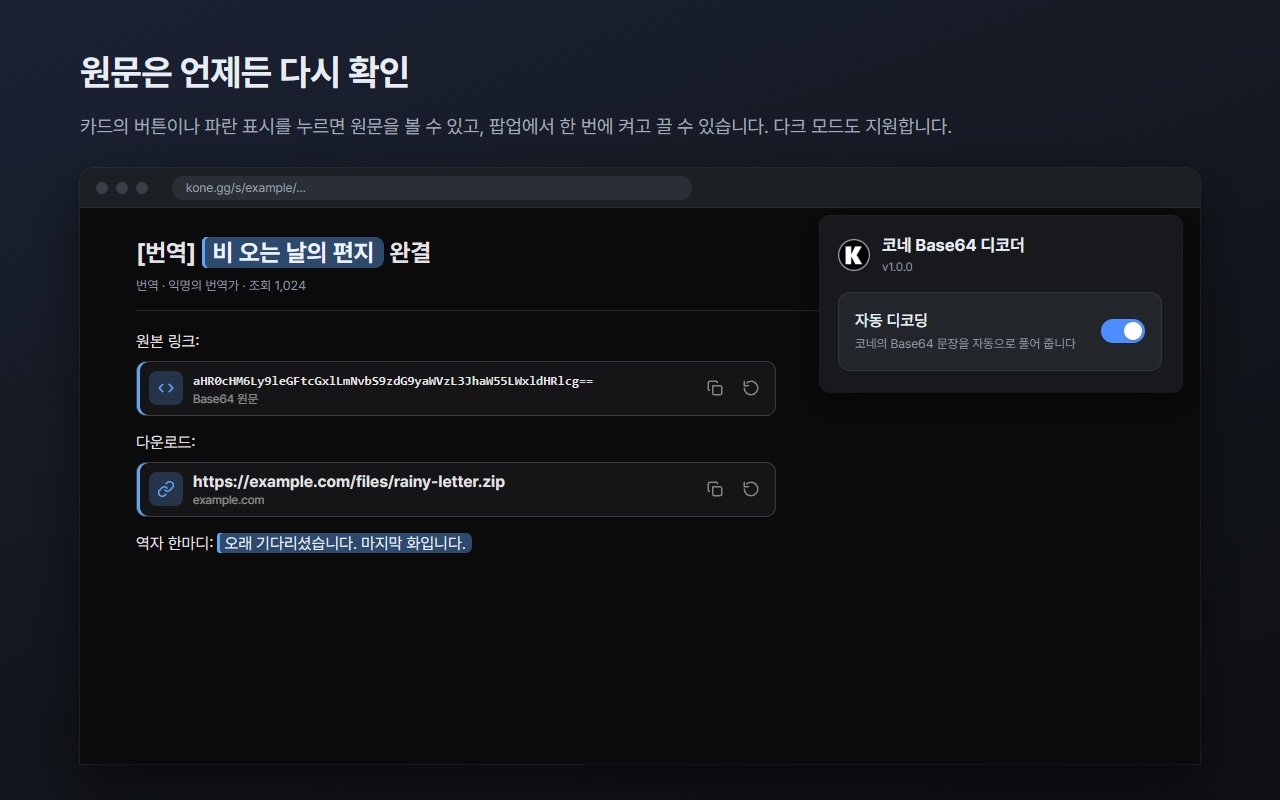 원문은 언제든 다시 확인
카드의 버튼이나 파란 표시를 누르면 원문을 볼 수 있고, 팝업에서 한 번에 켜고 끌 수 있습니다. 다크 모드도 지원합니다.
kone.gg/s/example/...
[번역] 비 오는 날의 편지 완결
번역 · 익명의 번역가 · 조회 1,024
원본 링크:
aHR0cHM6Ly9leGFtcGxlLmNvbS9zdG9yaWVzL3JhaW55LWxldHRlcg==
Base64 원문
다운로드:
https://example.com/files/rainy-letter.zip
example.com
역자 한마디: 오래 기다리셨습니다. 마지막 화입니다.
K
코네 Base64 디코더
v1.0.0
자동 디코딩
코네의 Base64 문장을 자동으로 풀어 줍니다